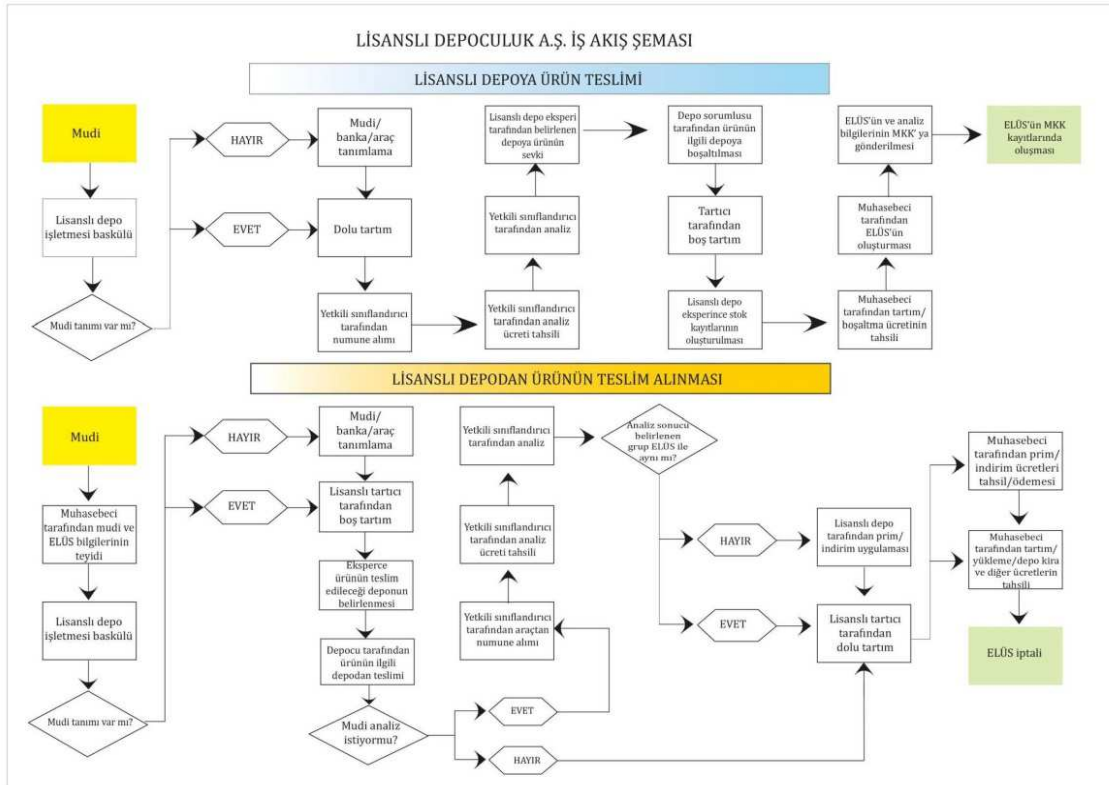 LİSANSLI DEPOCULUK A.Ş. İŞ AKIŞ ŞEMASI
LİSANSLI DEPOYA ÜRÜN TESLİMİ
Mudi
Lisanslı depo
işletmesi baskülü
Mudi tanımı var mı?
HAYIR
EVET
Mudi/
banka/araç
tanımlama
Dolu tartım
Yetkili sınıflandırıcı
tarafından
numune alımı
Yetkili sınıflandırıcı
tarafından analiz
ücreti tahsili
Yetkili sınıflandırıcı
tarafından analiz
Lisanslı depo eksperi
tarafından belirlenen
depoya ürünün
sevki
Depo sorumlusu
tarafından ürünün
ilgili depoya
boşaltılması
Tartıcı
tarafından
boş tartım
Lisanslı depo
eksperince stok
kayıtlarının
oluşturulması
Muhasebeci
tarafından tartım/
boşaltma ücretinin
tahsili
Muhasebeci
tarafından
ELÜS'ün
oluşturması
ELÜS'ün ve analiz
bilgilerinin MKK' ya
gönderilmesi
ELÜS'ün MKK
kayıtlarında
oluşması
LİSANSLI DEPODAN ÜRÜNÜN TESLİM ALINMASI
Mudi
Muhasebeci
tarafından mudi ve
ELÜS bilgilerinin
teyidi
Lisanslı depo
işletmesi baskülü
Mudi tanımı var mı?
HAYIR
EVET
Mudi/
banka/araç
tanımlama
Lisanslı tartıcı
tarafından
boş tartım
Eksperce
ürünün teslim
edileceği deponun
belirlenmesi
Depocu tarafından
ürünün ilgili
depodan teslimi
Mudi analiz
istiyormu?
EVET
HAYIR
Yetkili sınıflandırıcı
tarafından araçtan
numune alımı
Yetkili sınıflandırıcı
tarafından analiz
ücreti tahsili
Yetkili sınıflandırıcı
tarafından analiz
Analiz sonucu
belirlenen
grup ELÜS ile
aynı mı?
HAYIR
EVET
Lisanslı depo
tarafından prim/
indirim uygulaması
Lisanslı tartıcı
tarafından
dolu tartım
Muhasebeci
tarafından prim/
indirim ücretleri
tahsil/ödemesi
Muhasebeci
tarafından tartım/
yükleme/depo kira
ve diğer ücretlerin
tahsili
ELÜS iptali